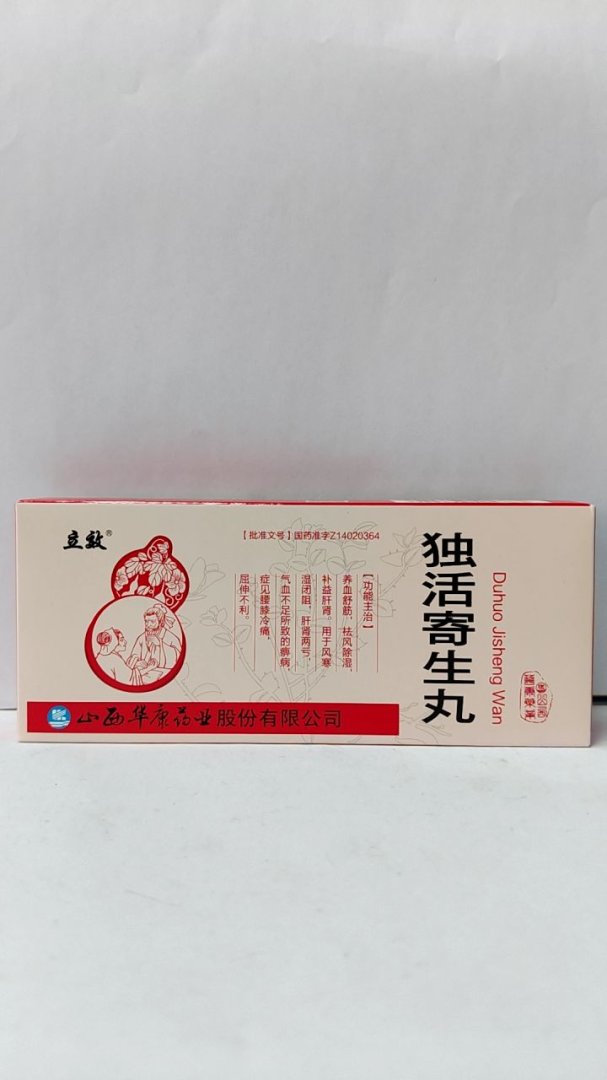 立效®
【批准文号】国药准字Z14020364
独活寄生丸
Duhuo Jisheng Wan
【功能主治】
养血舒筋，祛风除湿，
补益肝肾。用于风寒
湿闭阻，肝肾两亏，
气血不足所致的痹病，
症见腰膝冷痛，
屈伸不利。
山西华康药业股份有限公司